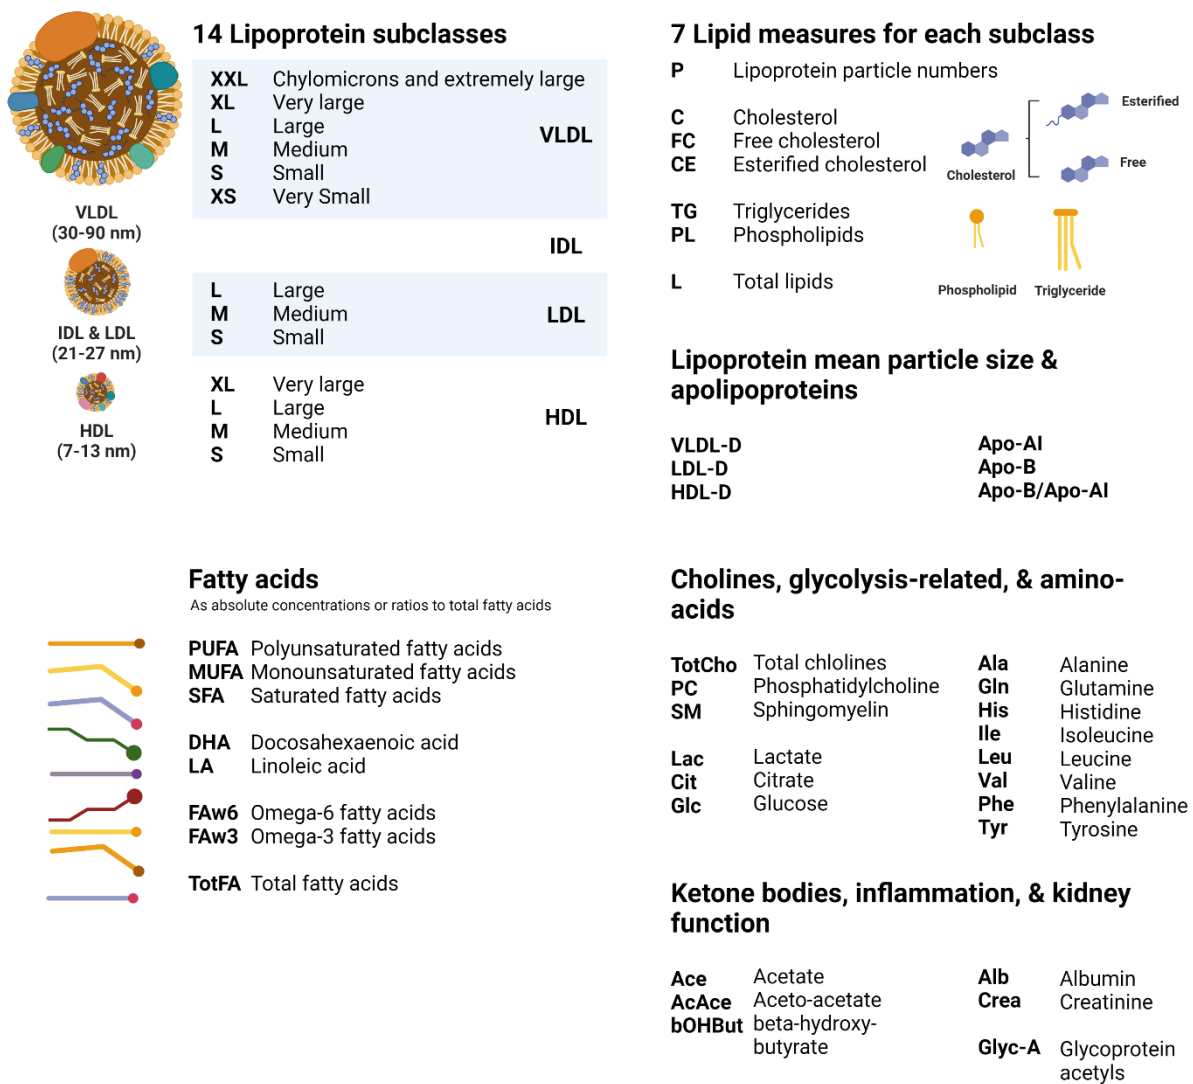 14 Lipoprotein subclasses
XXL Chylomicrons and extremely large
XL Very large
L Large
M Medium
S Small
XS Very Small
VLDL
IDL
L Large
M Medium
S Small
LDL
XL Very large
L Large
M Medium
S Small
HDL
VLDL
(30-90 nm)
IDL & LDL
(21-27 nm)
HDL
(7-13 nm)
7 Lipid measures for each subclass
P Lipoprotein particle numbers
C Cholesterol
FC Free cholesterol
CE Esterified cholesterol
TG Triglycerides
PL Phospholipids
L Total lipids
Cholesterol
Esterified
Free
Phospholipid
Triglyceride
Lipoprotein mean particle size &
apolipoproteins
VLDL-D
LDL-D
HDL-D
Apo-AI
Apo-B
Apo-B/Apo-AI
Fatty acids
As absolute concentrations or ratios to total fatty acids
PUFA Polyunsaturated fatty acids
MUFA Monounsaturated fatty acids
SFA Saturated fatty acids
DHA Docosahexaenoic acid
LA Linoleic acid
FAw6 Omega-6 fatty acids
FAw3 Omega-3 fatty acids
TotFA Total fatty acids
Cholines, glycolysis-related, & amino-
acids
TotCho Total chlolines
PC Phosphatidylcholine
SM Sphingomyelin
Lac Lactate
Cit Citrate
Glc Glucose
Ala Alanine
Gln Glutamine
His Histidine
Ile Isoleucine
Leu Leucine
Val Valine
Phe Phenylalanine
Tyr Tyrosine
Ketone bodies, inflammation, & kidney
function
Ace Acetate
AcAce Aceto-acetate
bOHBut beta-hydroxy-
butyrate
Alb Albumin
Crea Creatinine
Glyc-A Glycoprotein
acetyls